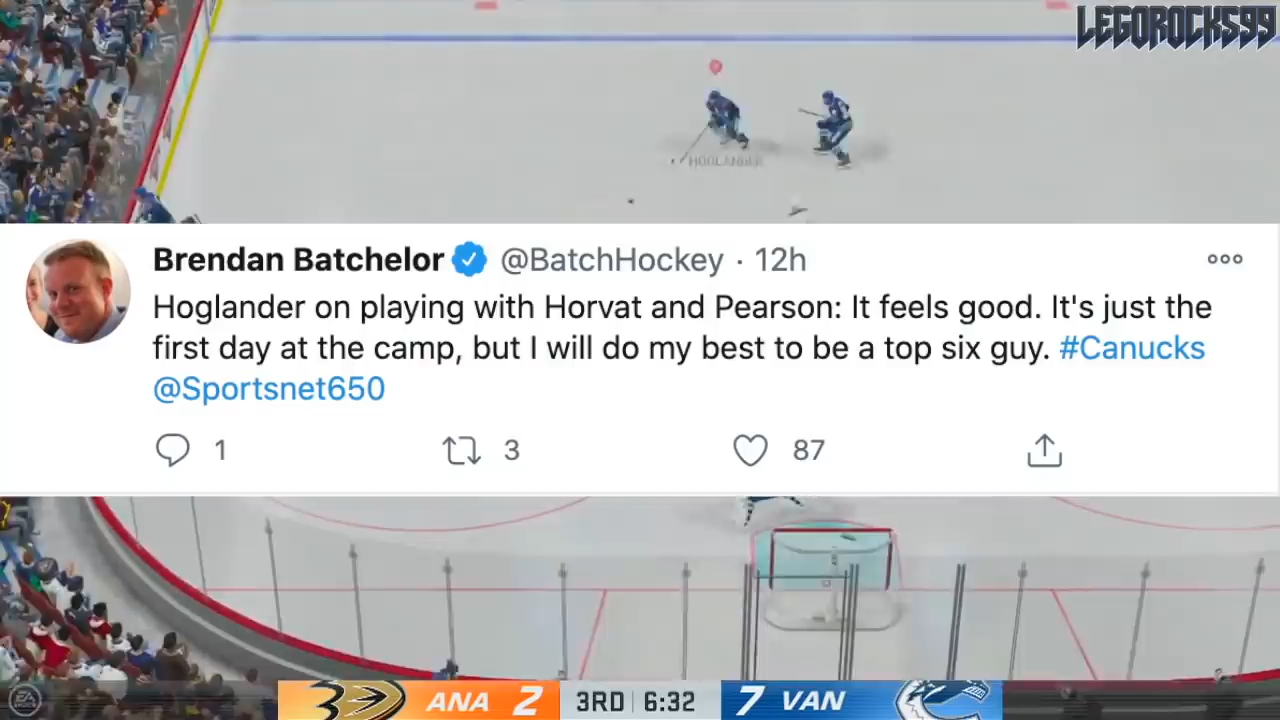 LEGOROCKS99
HOGLANDER
Brendan Batchelor @BatchHockey · 12h
Hoglander on playing with Horvat and Pearson: It feels good. It's just the
first day at the camp, but I will do my best to be a top six guy. #Canucks
@Sportsnet650
1 3 87
ANA 2 3RD 6:32 7 VAN